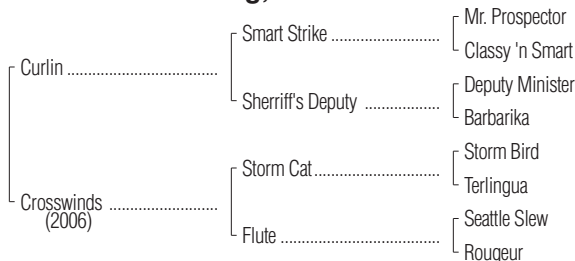 Mr. Prospector
Smart Strike ..........................
Classy 'n Smart
Curlin ....................................
Deputy Minister
Sherriff's Deputy ..................
Barbarika
Storm Bird
Storm Cat..............................
Terlingua
Crosswinds ..........................
(2006)
Seattle Slew
Flute ......................................
Rougeur